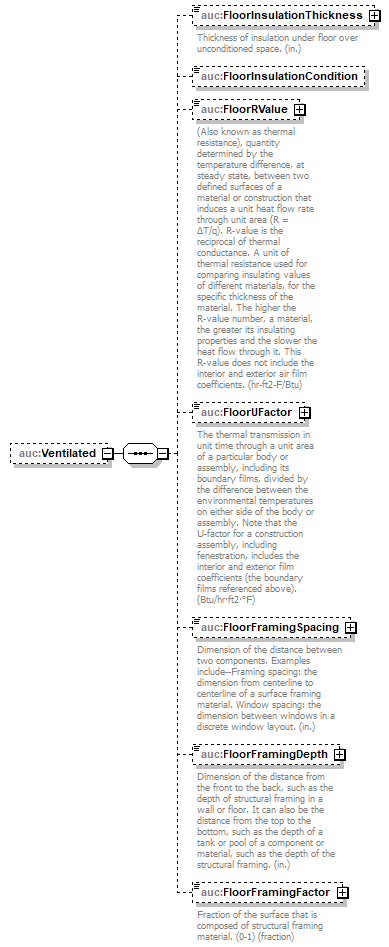 auc:FloorInsulationThickness
Thickness of insulation under floor over
unconditioned space. (in.)
auc:FloorInsulationCondition
auc:FloorRValue
(Also known as thermal
resistance), quantity
determined by the
temperature difference, at
steady state, between two
defined surfaces of a
material or construction that
induces a unit heat flow rate
through unit area (R =
ΔT/q). R-value is the
reciprocal of thermal
conductance. A unit of
thermal resistance used for
comparing insulating values
of different materials, for the
specific thickness of the
material. The higher the
R-value number, a material,
the greater its insulating
properties and the slower the
heat flow through it. This
R-value does not include the
interior and exterior air film
coefficients. (hr-ft2-F/Btu)
auc:FloorUFactor
The thermal transmission in
unit time through a unit area
of a particular body or
assembly, including its
boundary films, divided by
the difference between the
environmental temperatures
on either side of the body or
assembly. Note that the
U-factor for a construction
assembly, including
fenestration, includes the
interior and exterior film
coefficients (the boundary
films referenced above).
(Btu/hr·ft2·°F)
auc:Ventilated
auc:FloorFramingSpacing
Dimension of the distance between
two components. Examples
include--Framing spacing: the
dimension from centerline to
centerline of a surface framing
material. Window spacing: the
dimension between windows in a
discrete window layout. (in.)
auc:FloorFramingDepth
Dimension of the distance from
the front to the back, such as the
depth of structural framing in a
wall or floor. It can also be the
distance from the top to the
bottom, such as the depth of a
tank or pool of a component or
material, such as the depth of the
structural framing. (in.)
auc:FloorFramingFactor
Fraction of the surface that is
composed of structural framing
material. (0-1) (fraction)